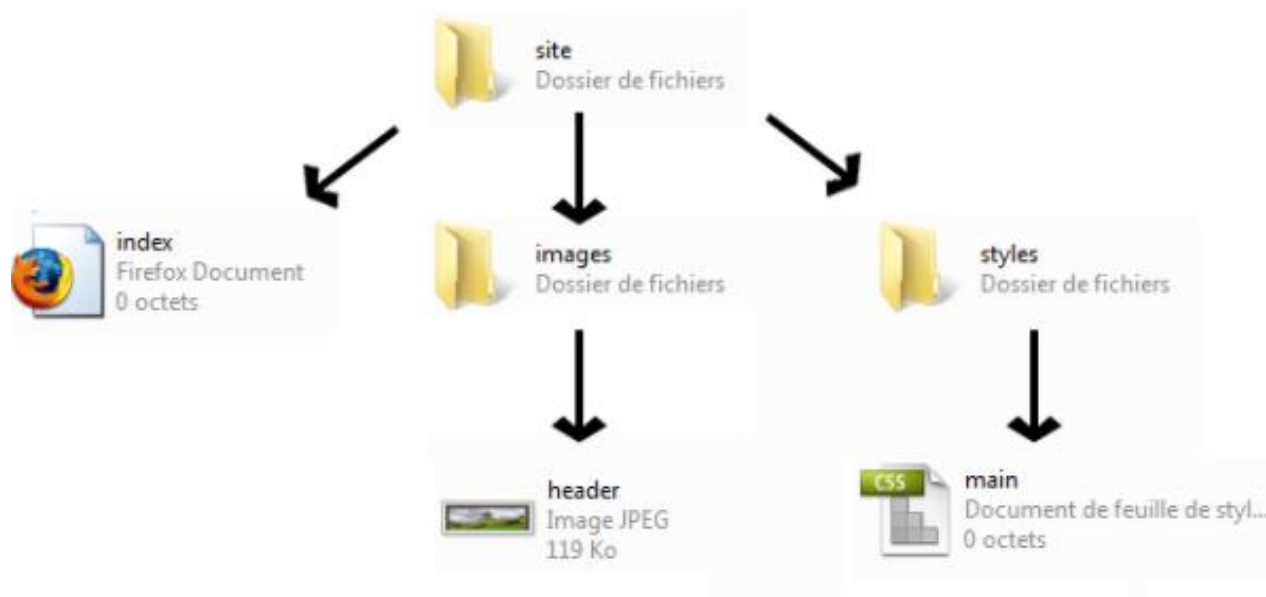 site
Dossier de fichiers
index
Firefox Document
0 octets
images
Dossier de fichiers
styles
Dossier de fichiers
header
Image JPEG
119 Ko
CSS
main
Document de feuille de styl...
0 octets